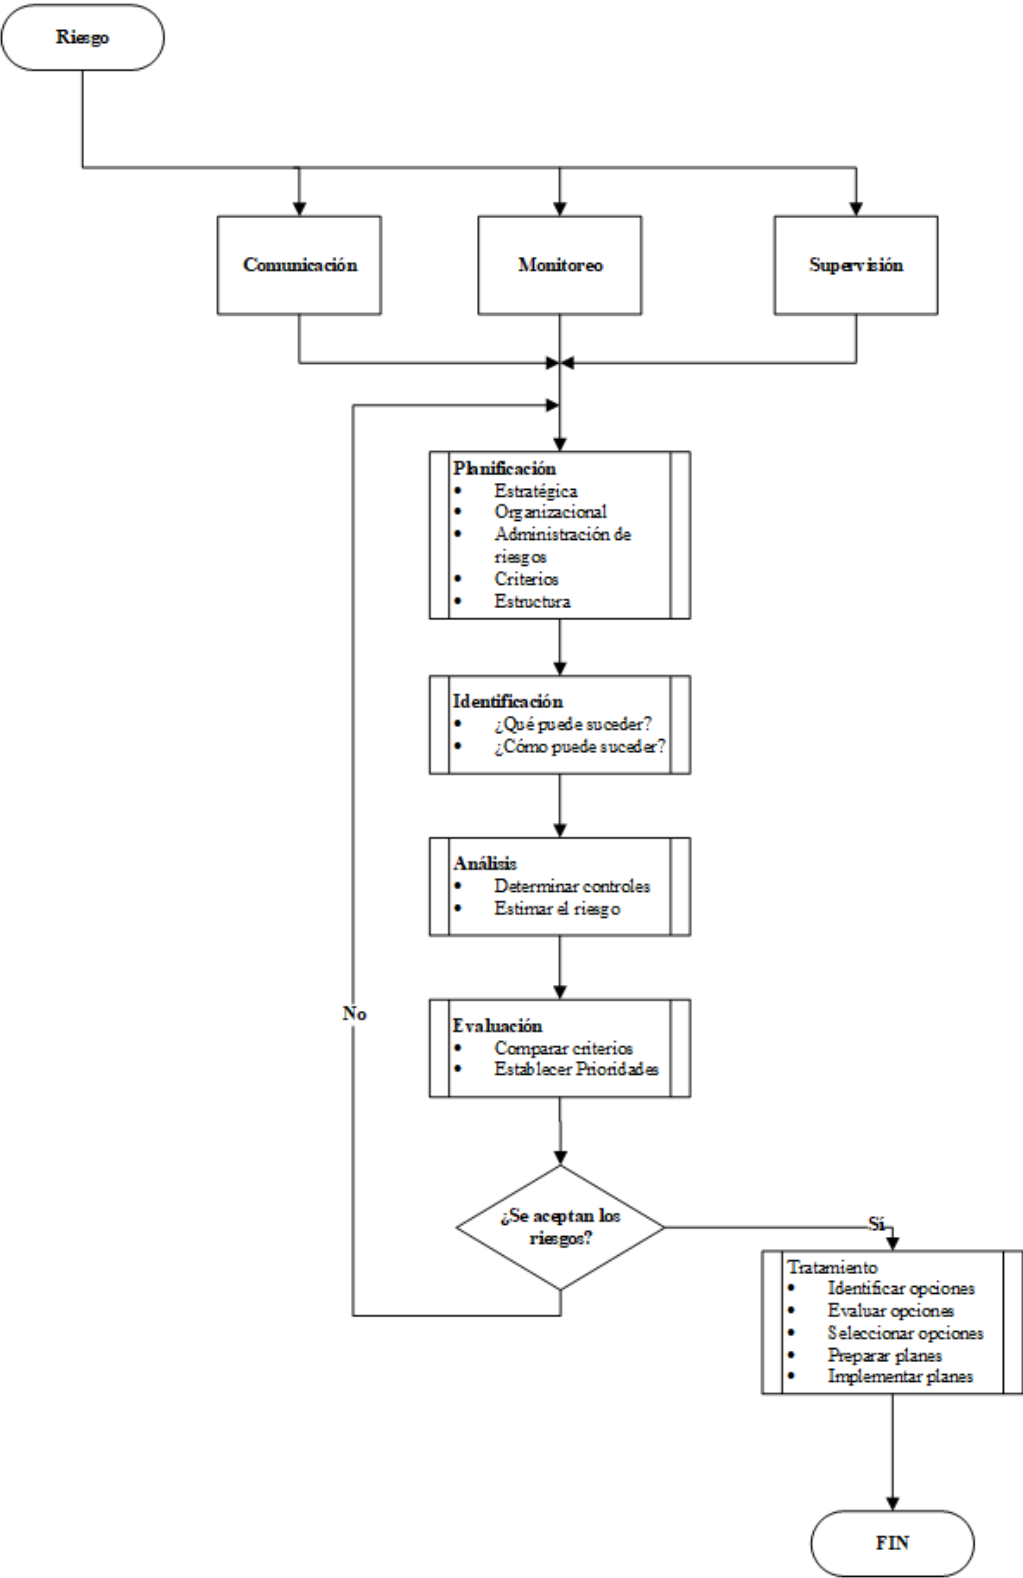 Riesgo
Comunicación
Monitoreo
Supervisión
Planificación
• Estratégica
• Organizacional
• Administración de
riesgos
• Criterios
• Estructura
Identificación
• ¿Qué puede suceder?
• ¿Cómo puede suceder?
Análisis
• Determinar controles
• Estimar el riesgo
No
Evaluación
• Comparar criterios
• Establecer Prioridades
¿Se aceptan los
riesgos?
Sí
Tratamiento
• Identificar opciones
• Evaluar opciones
• Seleccionar opciones
• Preparar planes
• Implementar planes
FIN